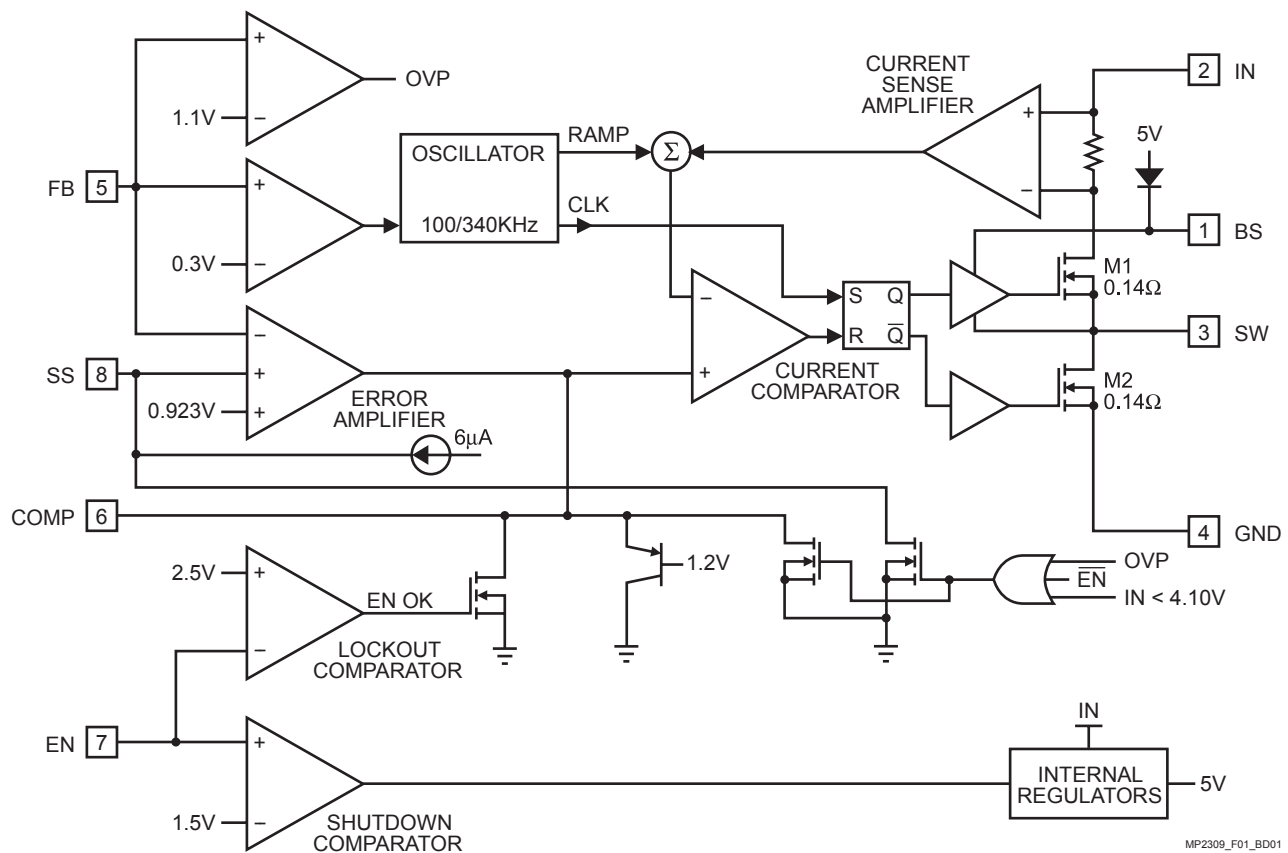 +
OVP
1.1V
−
FB
5
+
0.3V
−
OSCILLATOR
100/340KHz
RAMP
CLK
Σ
CURRENT
SENSE
AMPLIFIER
+
−
2
IN
5V
1
BS
M1
0.14Ω
3
SW
M2
0.14Ω
4
GND
−
+
CURRENT
COMPARATOR
S
Q
R
Q̅
SS
8
−
+
0.923V
+
ERROR
AMPLIFIER
6µA
COMP
6
2.5V
+
−
EN OK
LOCKOUT
COMPARATOR
1.2V
OVP
E̅N̅
IN < 4.10V
EN
7
+
1.5V
−
SHUTDOWN
COMPARATOR
IN
INTERNAL
REGULATORS
5V
MP2309_F01_BD01